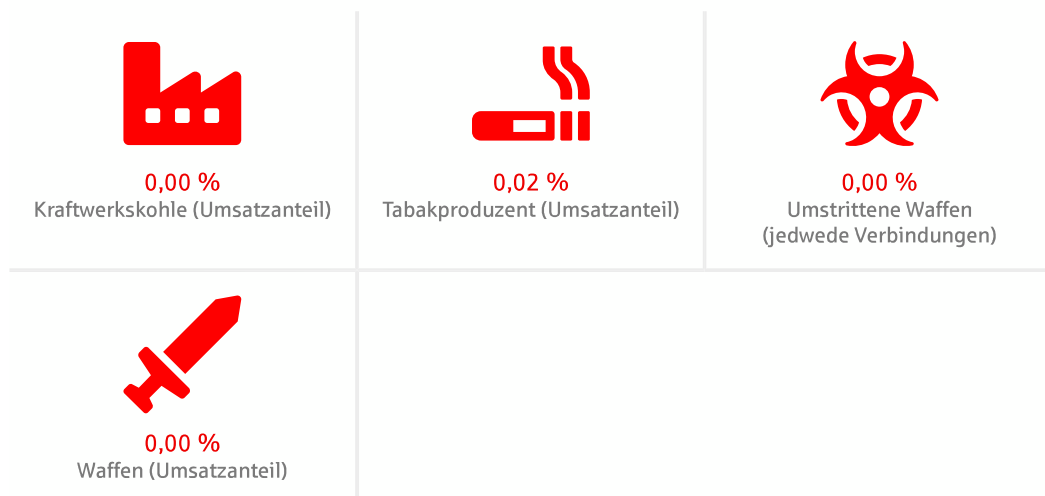 0,00 %
Kraftwerkskohle (Umsatzanteil)
0,02 %
Tabakproduzent (Umsatzanteil)
0,00 %
Umstrittene Waffen
(jedwede Verbindungen)
0,00 %
Waffen (Umsatzanteil)